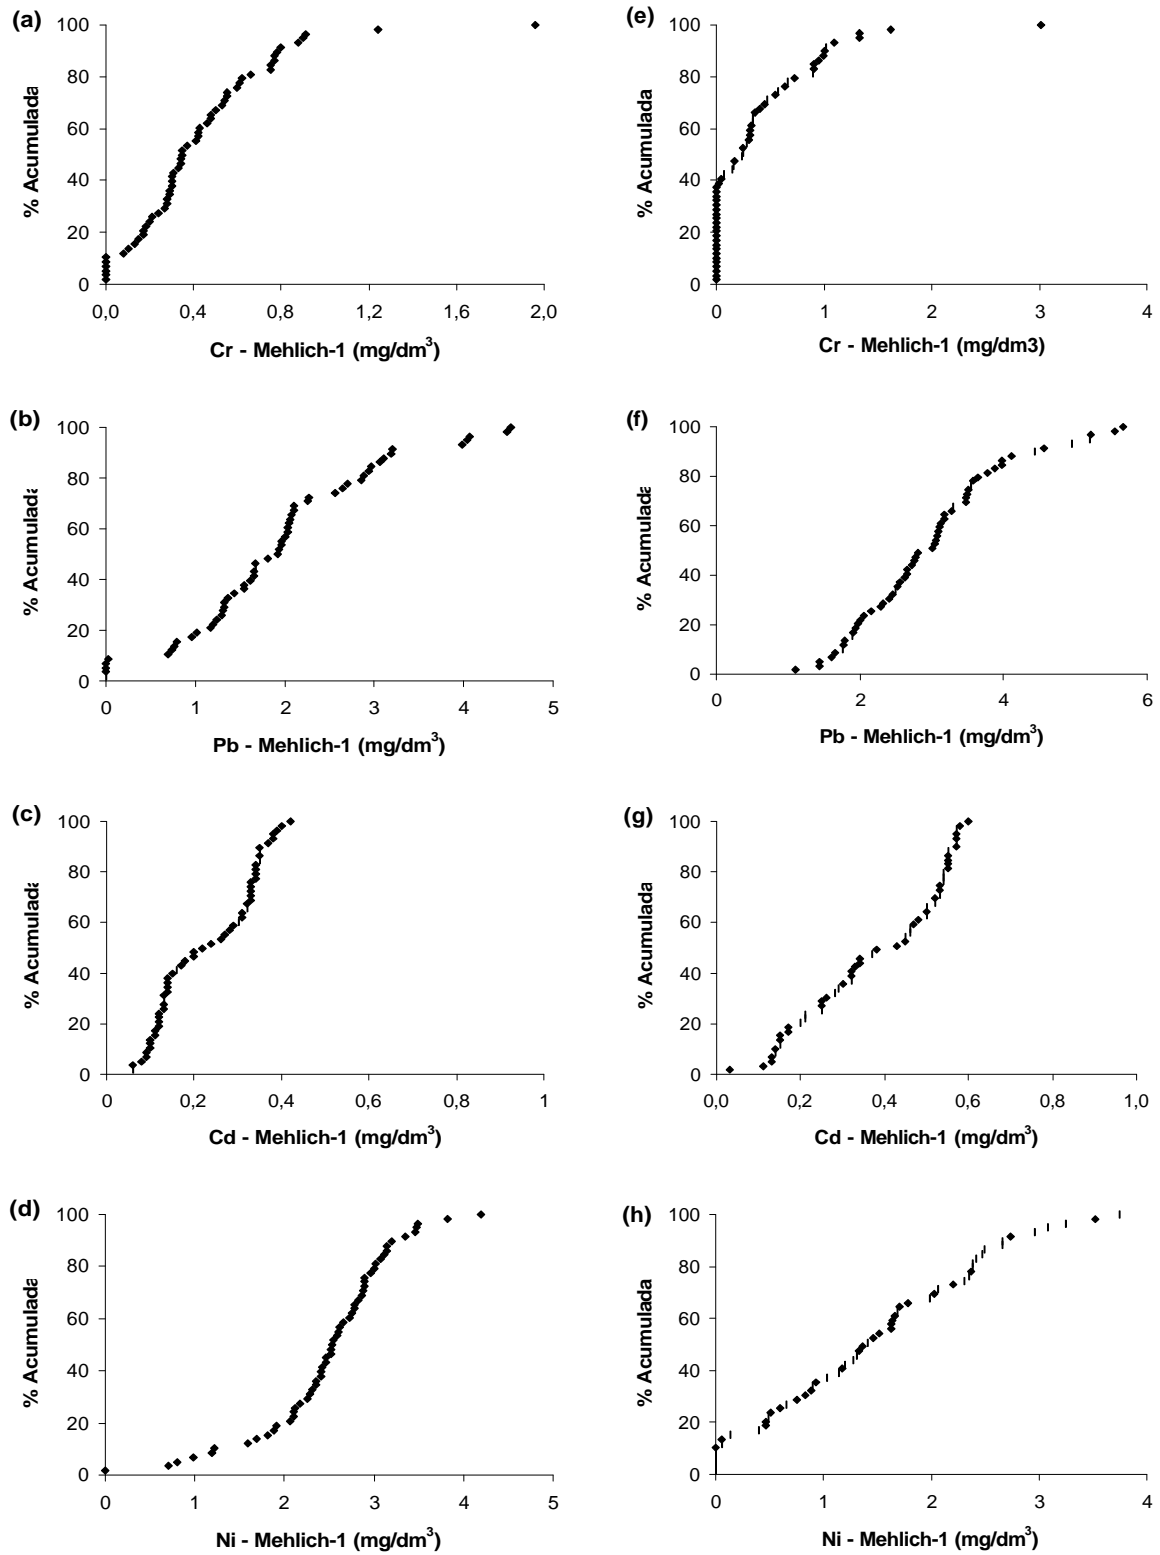 (a)
% Acumulada
100
80
60
40
20
0
0,0 0,4 0,8 1,2 1,6 2,0
Cr - Mehlich-1 (mg/dm³)
(e)
% Acumulada
100
80
60
40
20
0
0 1 2 3 4
Cr - Mehlich-1 (mg/dm3)
(b)
% Acumulada
100
80
60
40
20
0
0 1 2 3 4 5
Pb - Mehlich-1 (mg/dm³)
(f)
% Acumulada
100
80
60
40
20
0
0 2 4 6
Pb - Mehlich-1 (mg/dm³)
(c)
% Acumulada
100
80
60
40
20
0
0 0,2 0,4 0,6 0,8 1
Cd - Mehlich-1 (mg/dm³)
(g)
% Acumulada
100
80
60
40
20
0
0,0 0,2 0,4 0,6 0,8 1,0
Cd - Mehlich-1 (mg/dm³)
(d)
% Acumulada
100
80
60
40
20
0
0 1 2 3 4 5
Ni - Mehlich-1 (mg/dm³)
(h)
% Acumulada
100
80
60
40
20
0
0 1 2 3 4
Ni - Mehlich-1 (mg/dm³)